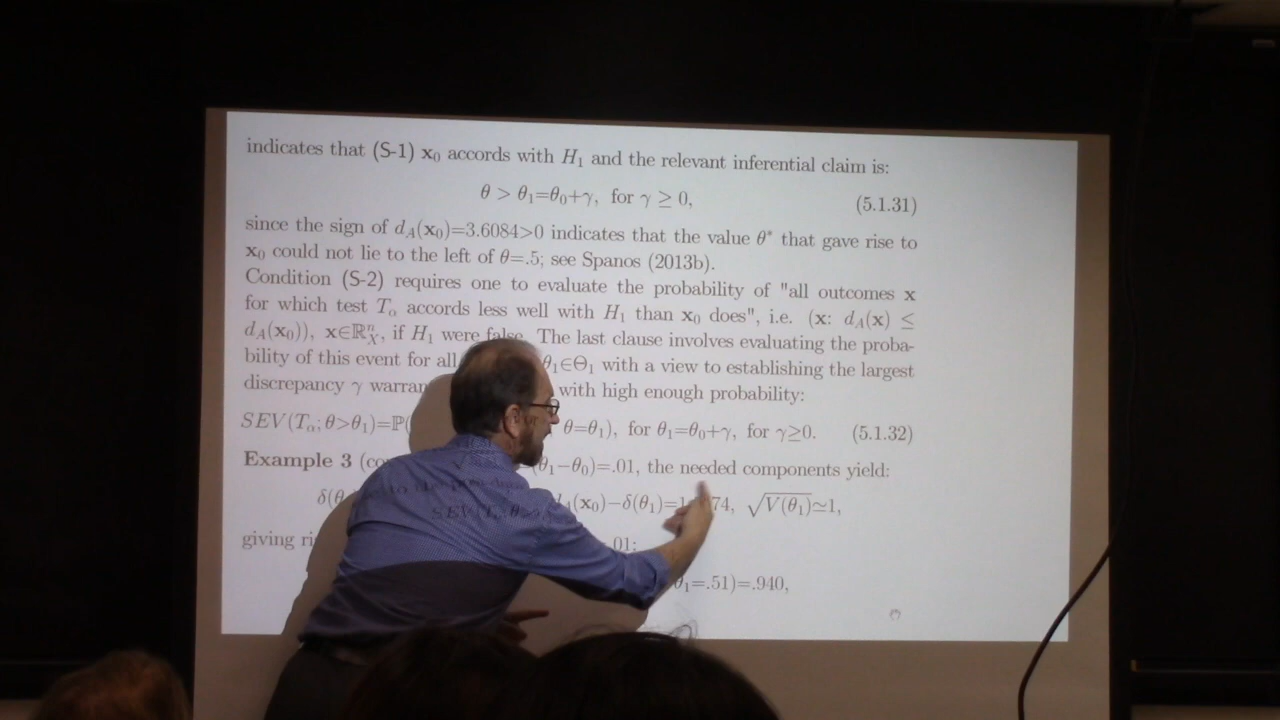 indicates that (S-1) x₀ accords with H₁ and the relevant inferential claim is:
θ > θ₁=θ₀+γ, for γ ≥ 0, (5.1.31)
since the sign of d_A(x₀)=3.6084>0 indicates that the value θ* that gave rise to
x₀ could not lie to the left of θ=.5; see Spanos (2013b).
Condition (S-2) requires one to evaluate the probability of "all outcomes x
for which test T_α accords less well with H₁ than x₀ does", i.e. (x: d_A(x) ≤
d_A(x₀)), x∈ℝⁿ_X, if H₁ were false. The last clause involves evaluating the proba-
bility of this event for all θ₁∈Θ₁ with a view to establishing the largest
discrepancy γ with high enough probability:
SEV(T_α; θ>θ₁)=ℙ( θ=θ₁), for θ₁=θ₀+γ, for γ≥0. (5.1.32)
Example 3 (θ₁−θ₀)=.01, the needed components yield:
(x₀)−δ(θ₁)= 74, √V(θ₁)≃1,
giving .01:
θ₁=.51)=.940,